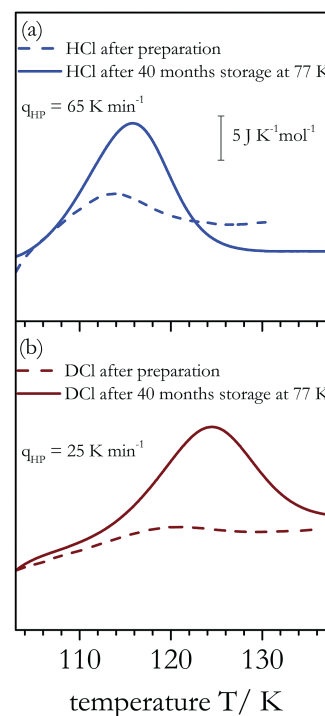 (a)
HCl after preparation
HCl after 40 months storage at 77 K
q_HP = 65 K min⁻¹
5 J K⁻¹mol⁻¹
(b)
DCl after preparation
DCl after 40 months storage at 77 K
q_HP = 25 K min⁻¹
110 120 130
temperature T/ K